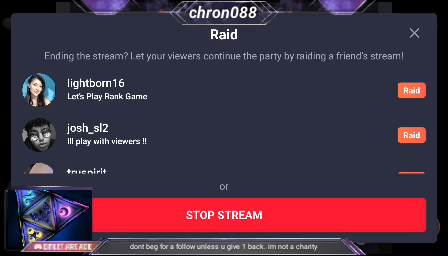 chron088
Raid
Ending the stream? Let your viewers continue the party by raiding a friend's stream!
lightborn16
Let's Play Rank Game
Raid
josh_sl2
Ill play with viewers !!
Raid
truspirit
or
STOP STREAM
dont beg for a follow unless u give 1 back. im not a charity